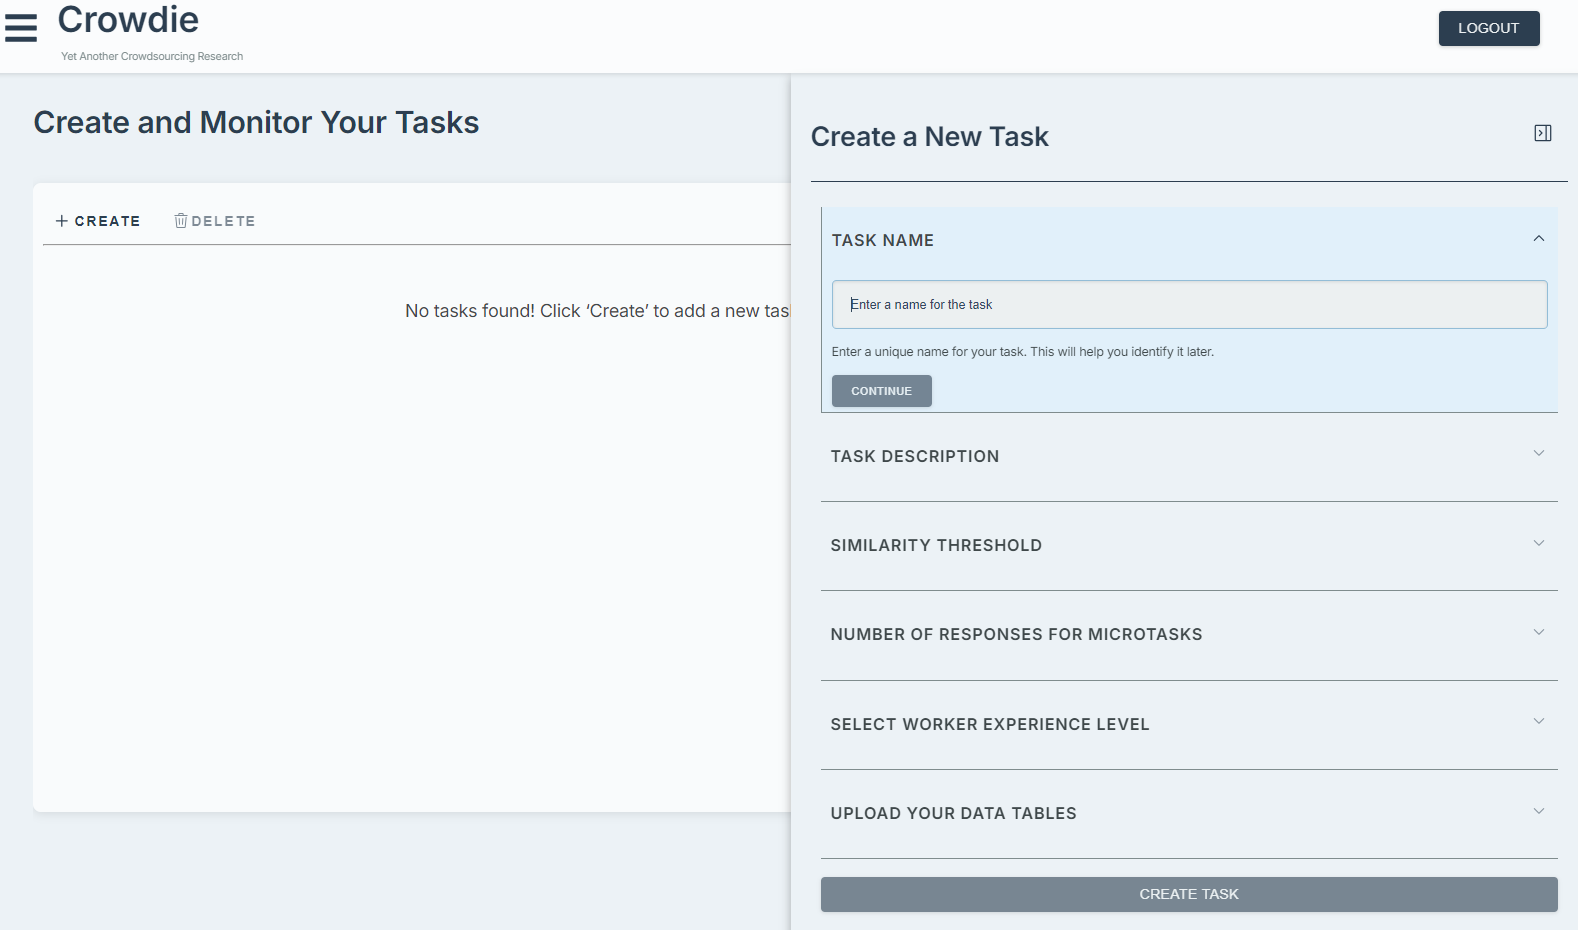 Crowdie
Yet Another Crowdsourcing Research
LOGOUT
Create and Monitor Your Tasks
CREATE DELETE
No tasks found! Click ‘Create’ to add a new tas
Create a New Task
TASK NAME
Enter a name for the task
Enter a unique name for your task. This will help you identify it later.
CONTINUE
TASK DESCRIPTION
SIMILARITY THRESHOLD
NUMBER OF RESPONSES FOR MICROTASKS
SELECT WORKER EXPERIENCE LEVEL
UPLOAD YOUR DATA TABLES
CREATE TASK